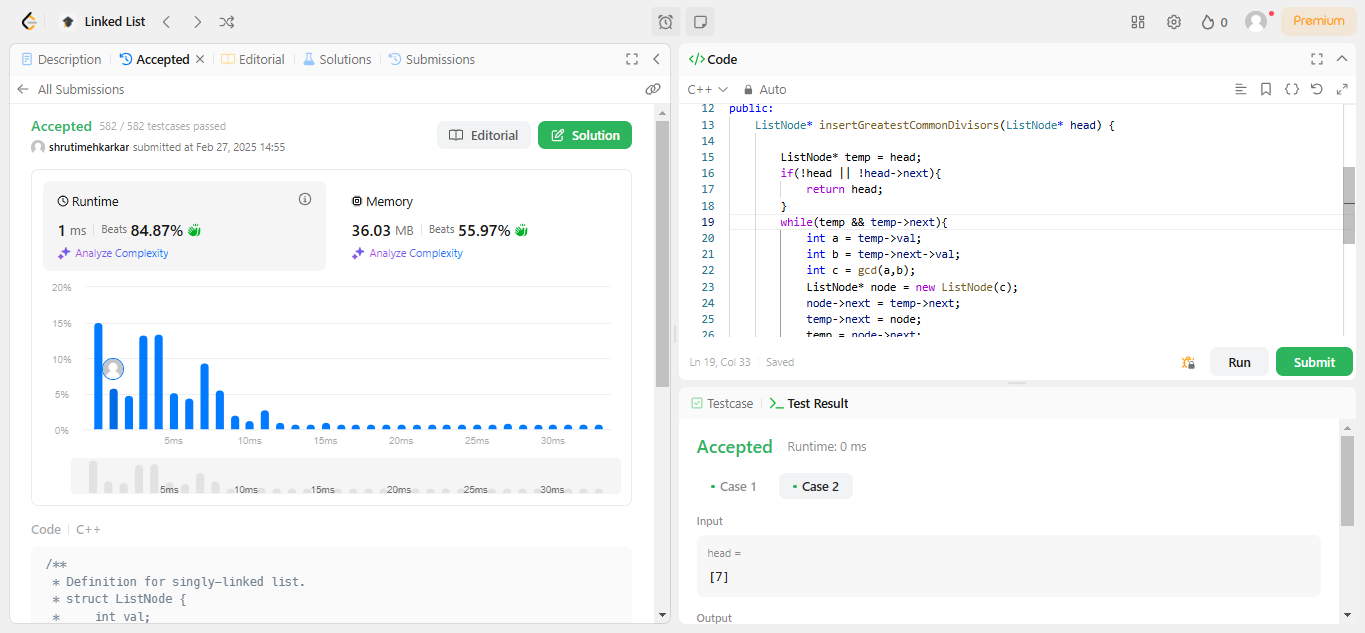 Linked List
0
Premium
Description
Accepted
Editorial
Solutions
Submissions
All Submissions
Accepted 582 / 582 testcases passed
shrutimehkarkar submitted at Feb 27, 2025 14:55
Editorial
Solution
Runtime
1 ms Beats 84.87%
Analyze Complexity
Memory
36.03 MB Beats 55.97%
Analyze Complexity
20%
15%
10%
5%
0%
5ms 10ms 15ms 20ms 25ms 30ms
5ms 10ms 15ms 20ms 25ms 30ms
Code C++
/**
* Definition for singly-linked list.
* struct ListNode {
* int val;
</> Code
C++ Auto
12 public:
13 ListNode* insertGreatestCommonDivisors(ListNode* head) {
14
15 ListNode* temp = head;
16 if(!head || !head->next){
17 return head;
18 }
19 while(temp && temp->next){
20 int a = temp->val;
21 int b = temp->next->val;
22 int c = gcd(a,b);
23 ListNode* node = new ListNode(c);
24 node->next = temp->next;
25 temp->next = node;
26 temp = node->next;
Ln 19, Col 33 Saved
Run
Submit
Testcase
>_ Test Result
Accepted Runtime: 0 ms
• Case 1 • Case 2
Input
head =
[7]
Output